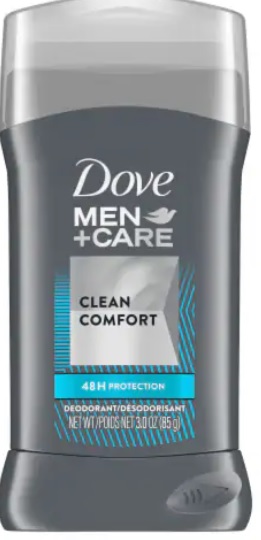 Dove
MEN
+CARE
CLEAN
COMFORT
48H PROTECTION
DEODORANT/DÉSODORISANT
NET WT/POIDS NET 3.0 OZ (85 g)